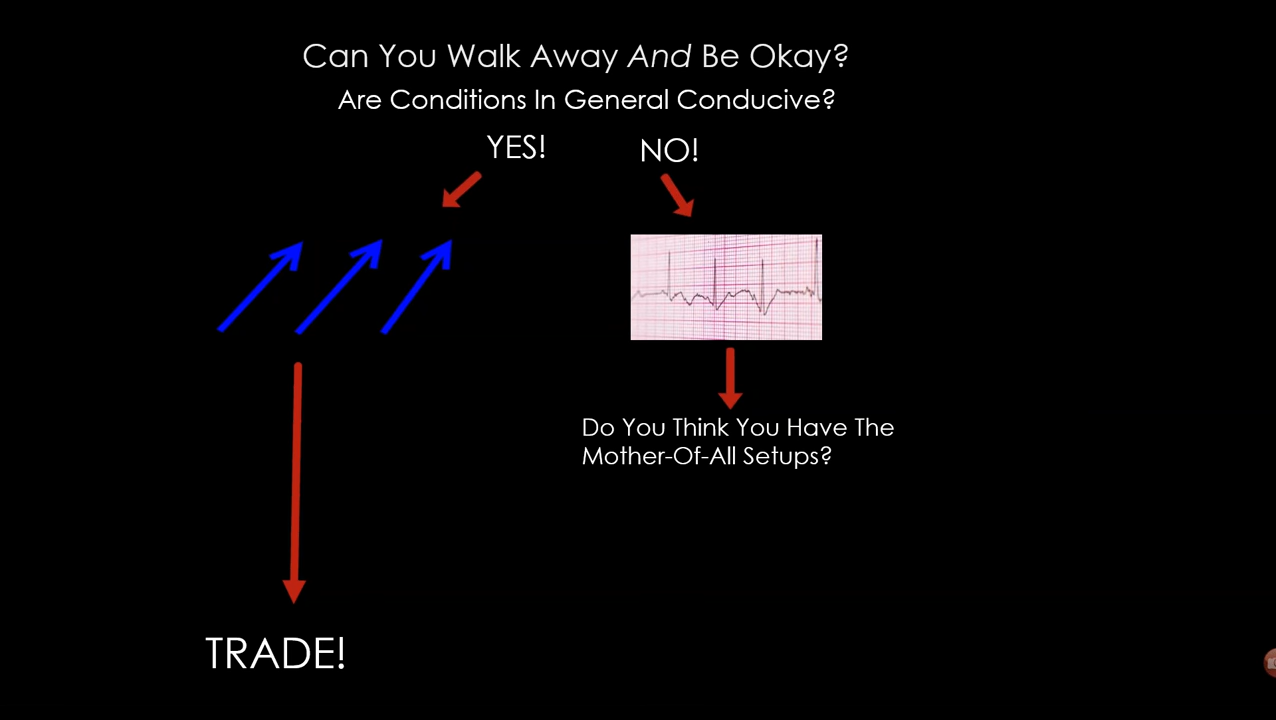 Can You Walk Away And Be Okay?
Are Conditions In General Conducive?
YES!
NO!
Do You Think You Have The
Mother-Of-All Setups?
TRADE!